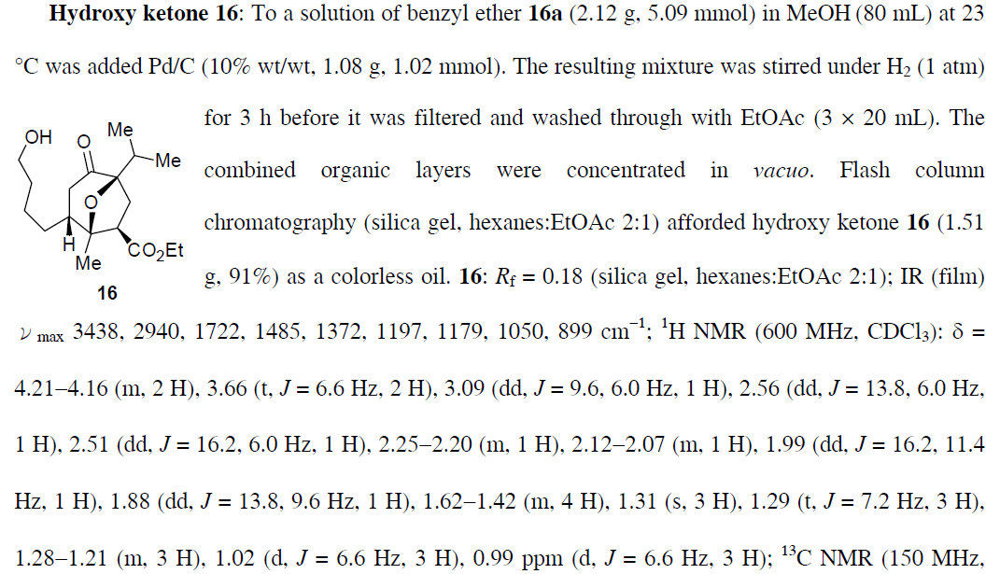 Hydroxy ketone 16: To a solution of benzyl ether 16a (2.12 g, 5.09 mmol) in MeOH (80 mL) at 23
°C was added Pd/C (10% wt/wt, 1.08 g, 1.02 mmol). The resulting mixture was stirred under H₂ (1 atm)
for 3 h before it was filtered and washed through with EtOAc (3 × 20 mL). The
combined organic layers were concentrated in vacuo. Flash column
chromatography (silica gel, hexanes:EtOAc 2:1) afforded hydroxy ketone 16 (1.51
g, 91%) as a colorless oil. 16: Rf = 0.18 (silica gel, hexanes:EtOAc 2:1); IR (film)
OH
O
Me
Me
O
H
Me
CO₂Et
16
ν max 3438, 2940, 1722, 1485, 1372, 1197, 1179, 1050, 899 cm⁻¹; ¹H NMR (600 MHz, CDCl₃): δ =
4.21–4.16 (m, 2 H), 3.66 (t, J = 6.6 Hz, 2 H), 3.09 (dd, J = 9.6, 6.0 Hz, 1 H), 2.56 (dd, J = 13.8, 6.0 Hz,
1 H), 2.51 (dd, J = 16.2, 6.0 Hz, 1 H), 2.25–2.20 (m, 1 H), 2.12–2.07 (m, 1 H), 1.99 (dd, J = 16.2, 11.4
Hz, 1 H), 1.88 (dd, J = 13.8, 9.6 Hz, 1 H), 1.62–1.42 (m, 4 H), 1.31 (s, 3 H), 1.29 (t, J = 7.2 Hz, 3 H),
1.28–1.21 (m, 3 H), 1.02 (d, J = 6.6 Hz, 3 H), 0.99 ppm (d, J = 6.6 Hz, 3 H); ¹³C NMR (150 MHz,